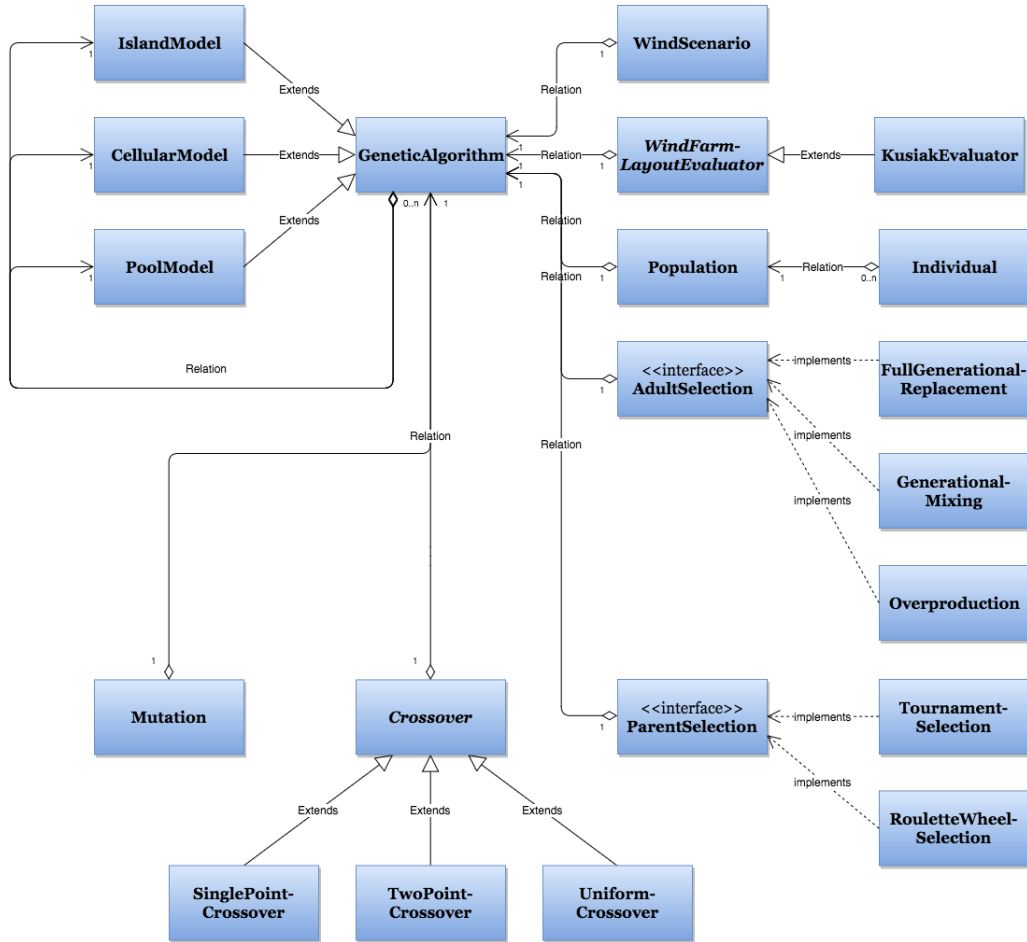 IslandModel
1
Extends
WindScenario
1
Relation
CellularModel
1
Extends
GeneticAlgorithm
1
1
1
Relation
WindFarm-
LayoutEvaluator
1
Extends
KusiakEvaluator
0..n
1
Extends
Relation
PoolModel
1
Relation
Population
1
1
Relation
0..n
Individual
Relation
<<interface>>
AdultSelection
1
implements
FullGenerational-
Replacement
implements
Generational-
Mixing
Relation
Relation
implements
Overproduction
1
Mutation
1
Crossover
<<interface>>
ParentSelection
1
implements
Tournament-
Selection
implements
RouletteWheel-
Selection
Extends
Extends
Extends
SinglePoint-
Crossover
TwoPoint-
Crossover
Uniform-
Crossover